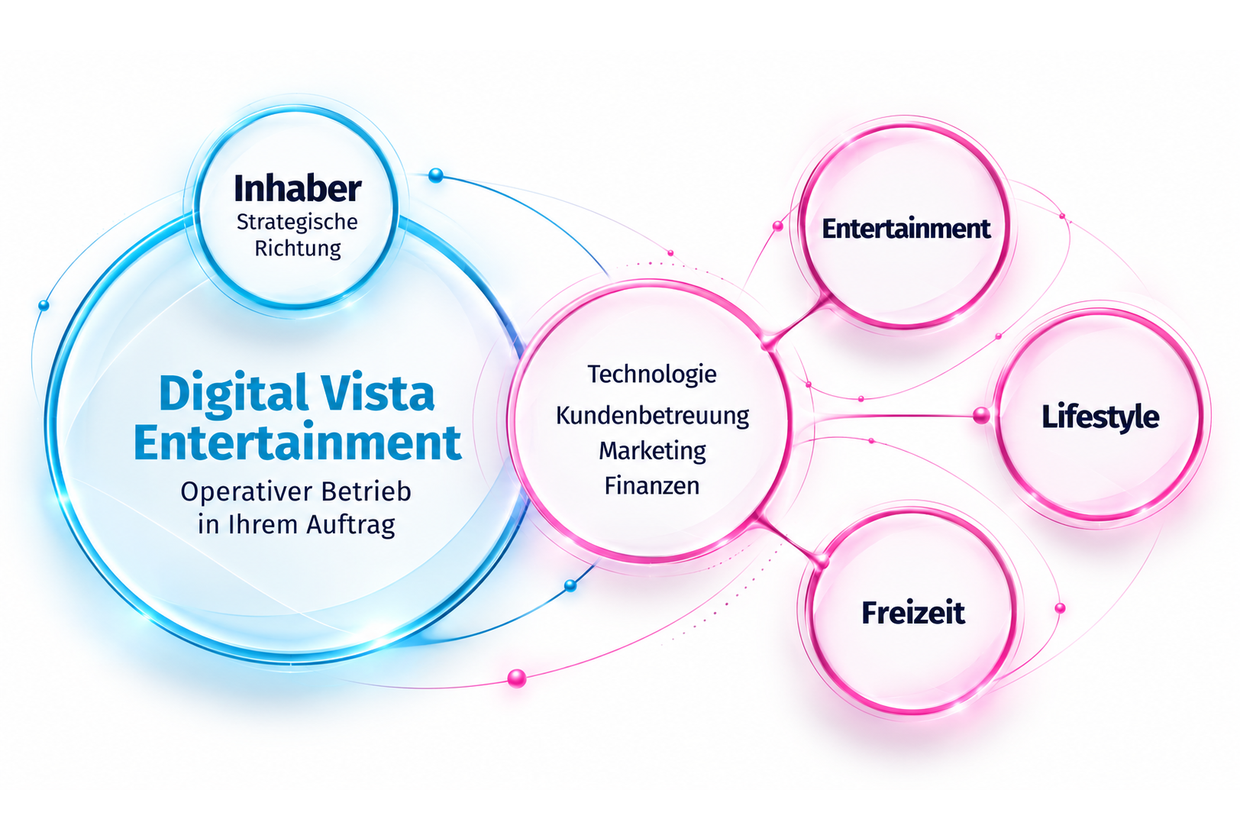 Inhaber
Strategische
Richtung
Digital Vista
Entertainment
Operativer Betrieb
in Ihrem Auftrag
Technologie
Kundenbetreuung
Marketing
Finanzen
Entertainment
Lifestyle
Freizeit